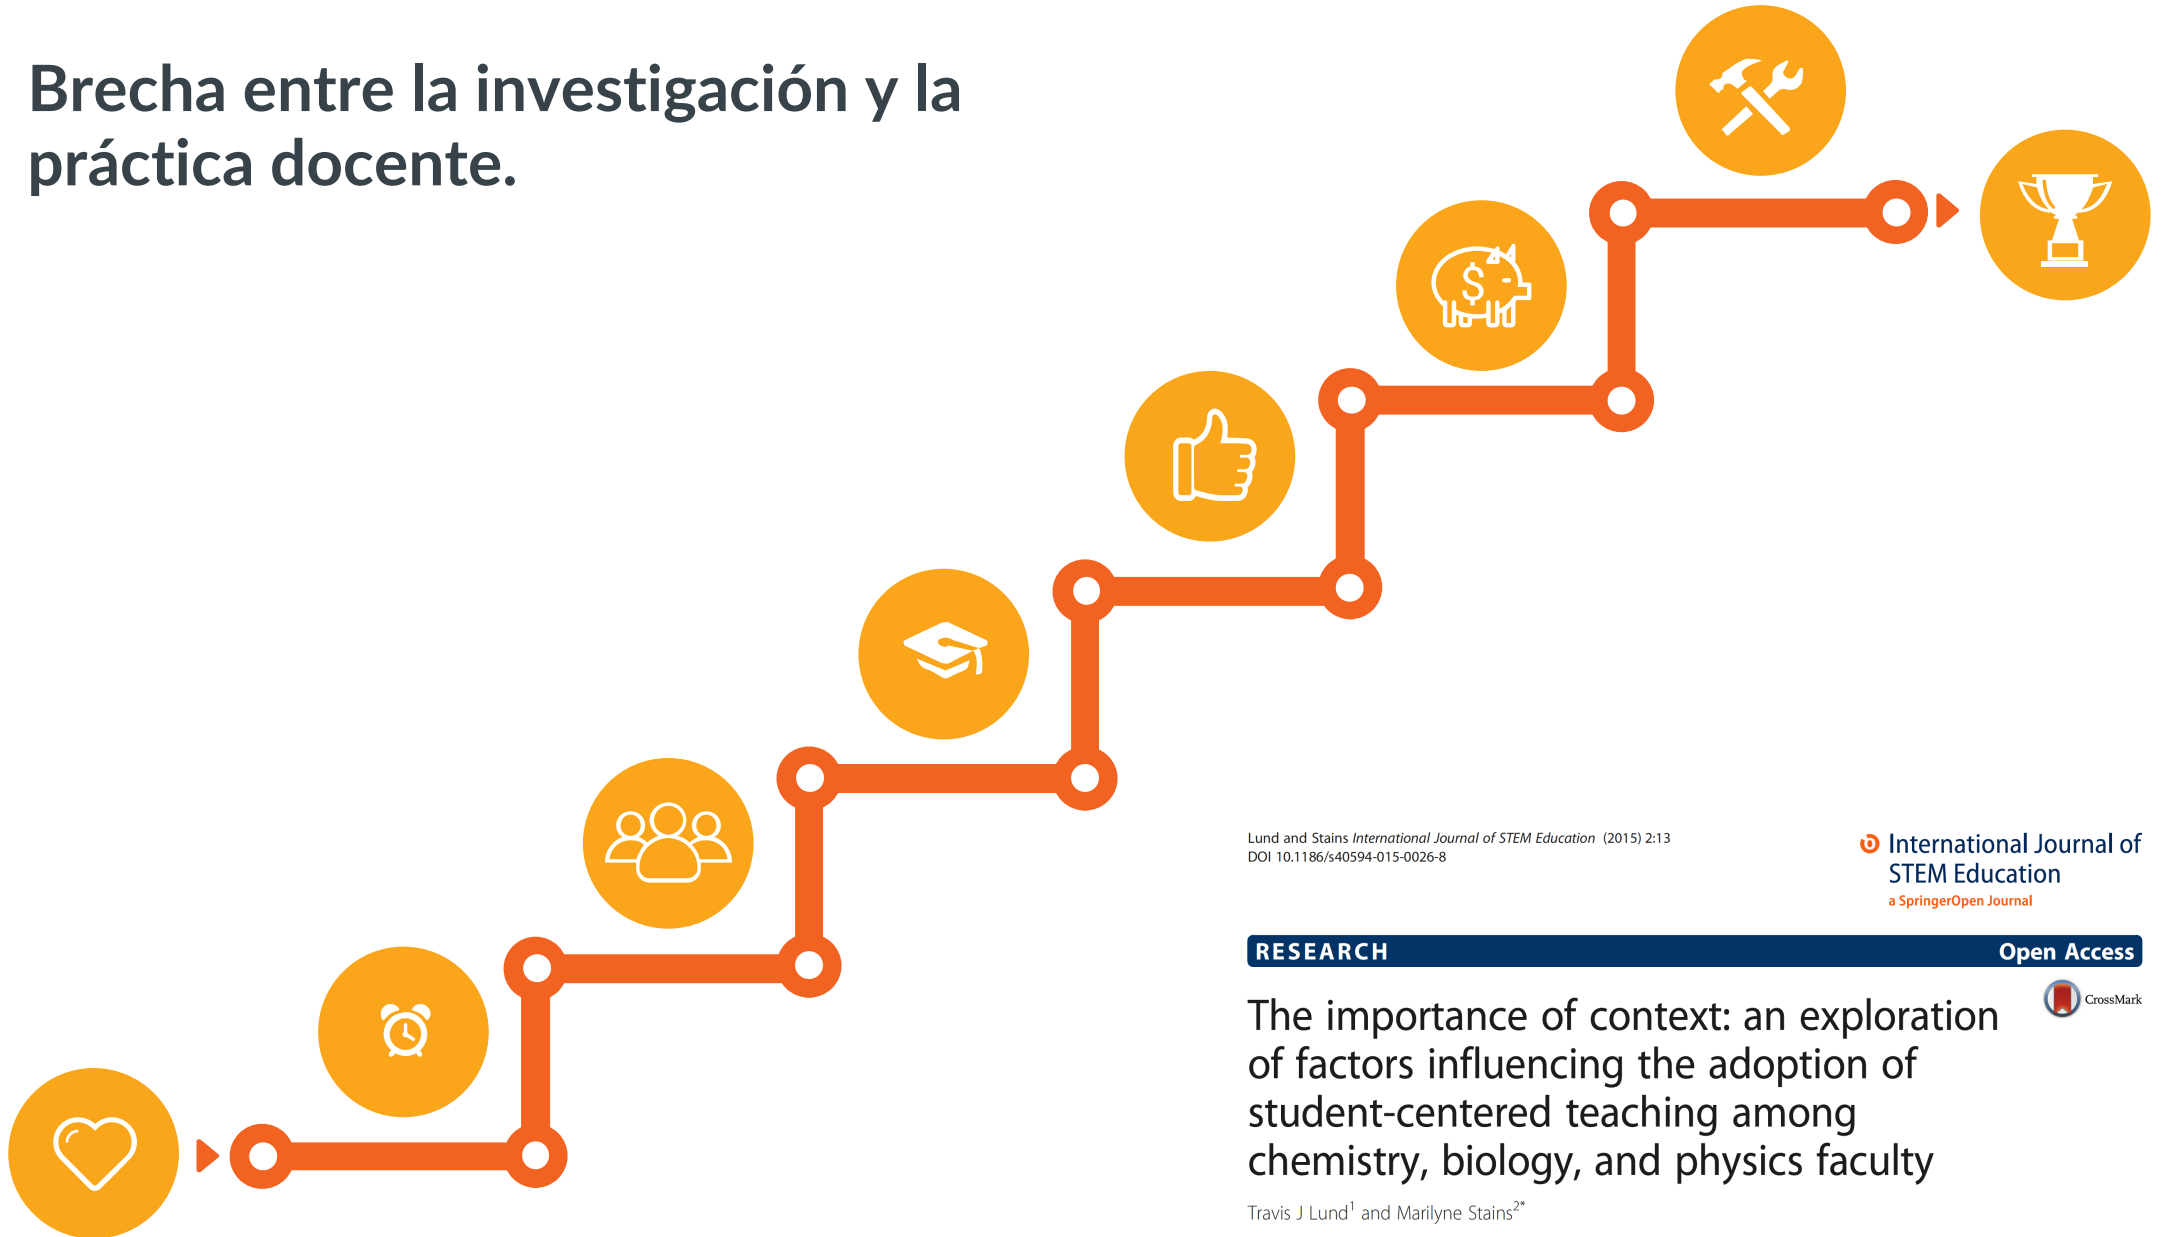 Brecha entre la investigación y la
práctica docente.
$
Lund and Stains International Journal of STEM Education (2015) 2:13
DOI 10.1186/s40594-015-0026-8
International Journal of
STEM Education
a SpringerOpen Journal
RESEARCH Open Access
CrossMark
The importance of context: an exploration
of factors influencing the adoption of
student-centered teaching among
chemistry, biology, and physics faculty
Travis J Lund1 and Marilyne Stains2*